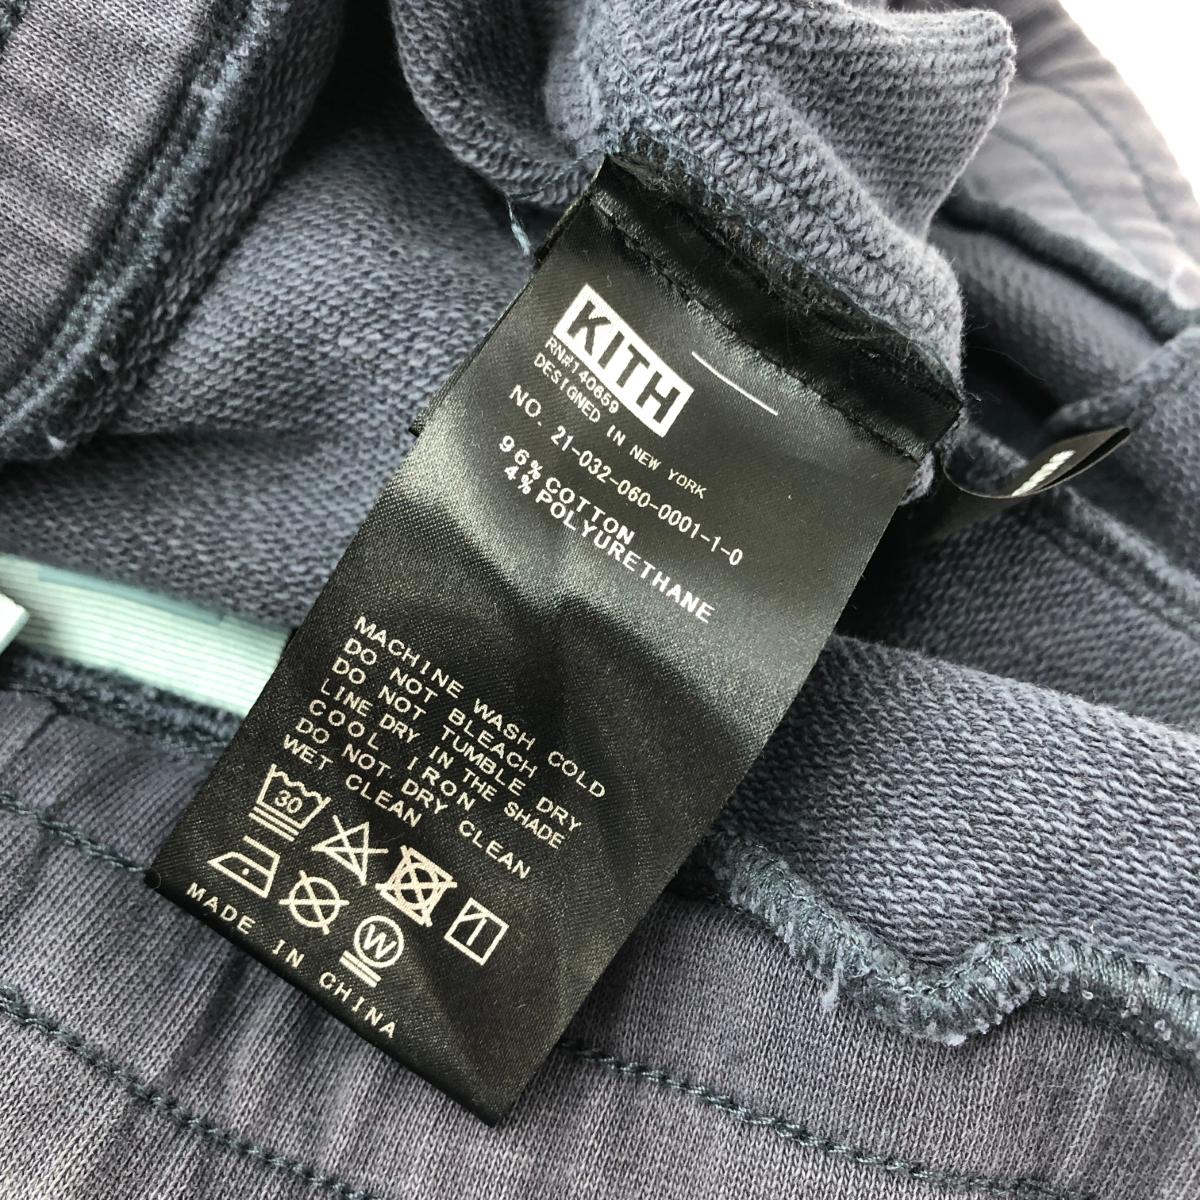 KITH
RN#140659
DESIGNED IN NEW YORK
NO. 21-032-060-0001-1-0
96%COTTON
4%POLYURETHANE
MACHINE WASH COLD
DO NOT BLEACH
DO NOT TUMBLE DRY
LINE DRY IN THE SHADE
COOL IRON
DO NOT DRY CLEAN
WET CLEAN
30
W
MADE IN CHINA